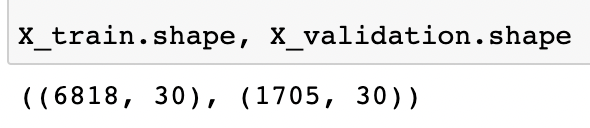 X_train.shape, X_validation.shape
((6818, 30), (1705, 30))